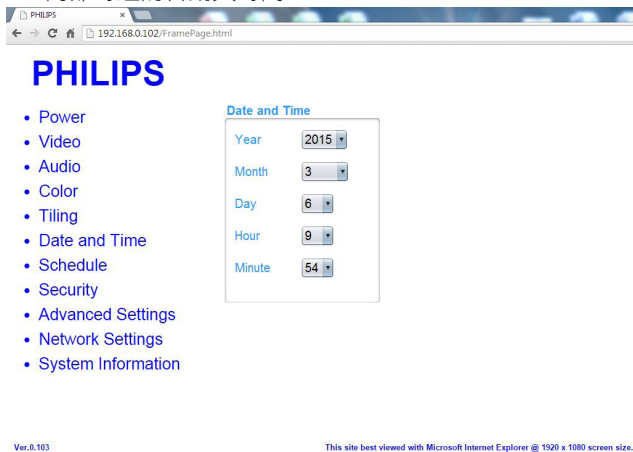 PHILIPS
192.168.0.102/FramePage.html
PHILIPS
Power
Video
Audio
Color
Tiling
Date and Time
Schedule
Security
Advanced Settings
Network Settings
System Information
Date and Time
Year 2015
Month 3
Day 6
Hour 9
Minute 54
Ver.0.103
This site best viewed with Microsoft Internet Explorer @ 1920 x 1080 screen size.